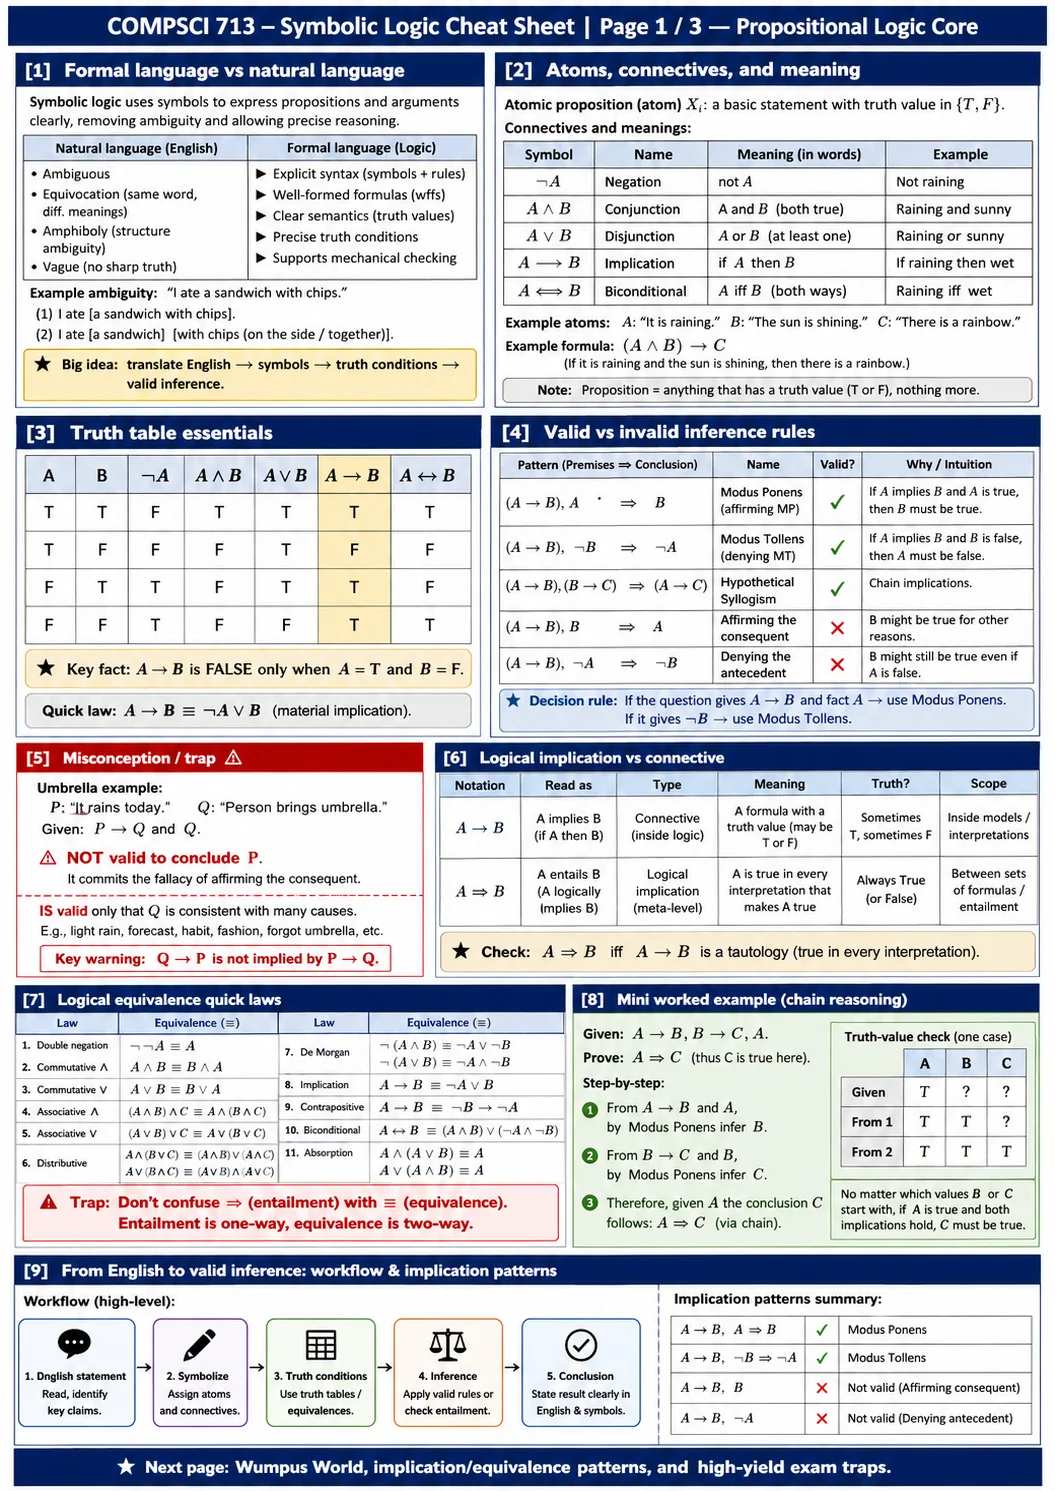 COMPSCI 713 – Symbolic Logic Cheat Sheet | Page 1 / 3 — Propositional Logic Core
[1] Formal language vs natural language
Symbolic logic uses symbols to express propositions and arguments
clearly, removing ambiguity and allowing precise reasoning.
Natural language (English) Formal language (Logic)
• Ambiguous
• Equivocation (same word,
diff. meanings)
• Amphiboly (structure
ambiguity)
• Vague (no sharp truth)
► Explicit syntax (symbols + rules)
► Well-formed formulas (wffs)
► Clear semantics (truth values)
► Precise truth conditions
► Supports mechanical checking
Example ambiguity: “I ate a sandwich with chips.”
(1) I ate [a sandwich with chips].
(2) I ate [a sandwich] [with chips (on the side / together)].
★ Big idea: translate English → symbols → truth conditions →
valid inference.
[2] Atoms, connectives, and meaning
Atomic proposition (atom) Xᵢ: a basic statement with truth value in {T, F}.
Connectives and meanings:
Symbol Name Meaning (in words) Example
¬A Negation not A Not raining
A ∧ B Conjunction A and B (both true) Raining and sunny
A ∨ B Disjunction A or B (at least one) Raining or sunny
A ⟶ B Implication if A then B If raining then wet
A ⟺ B Biconditional A iff B (both ways) Raining iff wet
Example atoms: A: “It is raining.” B: “The sun is shining.” C: “There is a rainbow.”
Example formula: (A ∧ B) → C
(If it is raining and the sun is shining, then there is a rainbow.)
Note: Proposition = anything that has a truth value (T or F), nothing more.
[3] Truth table essentials
A B ¬A A ∧ B A ∨ B A → B A ↔ B
T T F T T T T
T F F F T F F
F T T F T T F
F F T F F T T
★ Key fact: A → B is FALSE only when A = T and B = F.
Quick law: A → B ≡ ¬A ∨ B (material implication).
[4] Valid vs invalid inference rules
Pattern (Premises ⇒ Conclusion) Name Valid? Why / Intuition
(A → B), A ⇒ B Modus Ponens (affirming MP) ✓ If A implies B and A is true, then B must be true.
(A → B), ¬B ⇒ ¬A Modus Tollens (denying MT) ✓ If A implies B and B is false, then A must be false.
(A → B), (B → C) ⇒ (A → C) Hypothetical Syllogism ✓ Chain implications.
(A → B), B ⇒ A Affirming the consequent ✕ B might be true for other reasons.
(A → B), ¬A ⇒ ¬B Denying the antecedent ✕ B might still be true even if A is false.
★ Decision rule: If the question gives A → B and fact A → use Modus Ponens.
If it gives ¬B → use Modus Tollens.
[5] Misconception / trap ⚠
Umbrella example:
P: “It rains today.” Q: “Person brings umbrella.”
Given: P → Q and Q.
⚠ NOT valid to conclude P.
It commits the fallacy of affirming the consequent.
IS valid only that Q is consistent with many causes.
E.g., light rain, forecast, habit, fashion, forgot umbrella, etc.
Key warning: Q → P is not implied by P → Q.
[6] Logical implication vs connective
Notation Read as Type Meaning Truth? Scope
A → B A implies B (if A then B) Connective (inside logic) A formula with a truth value (may be T or F) Sometimes T, sometimes F Inside models / interpretations
A ⇒ B A entails B (A logically (mplies B) Logical implication (meta-level) A is true in every interpretation that makes A true Always True (or False) Between sets of formulas / entailment
★ Check: A ⇒ B iff A → B is a tautology (true in every interpretation).
[7] Logical equivalence quick laws
Law Equivalence (≡) Law Equivalence (≡)
1. Double negation ¬¬A ≡ A
2. Commutative ∧ A ∧ B ≡ B ∧ A
3. Commutative ∨ A ∨ B ≡ B ∨ A
4. Associative ∧ (A∧B)∧C ≡ A∧(B∧C)
5. Associative ∨ (A∨B)∨C ≡ A∨(B∨C)
6. Distributive A∧(B∨C) ≡ (A∧B)∨(A∧C)
A∨(B∧C) ≡ (A∨B)∧(A∨C)
7. De Morgan ¬ (A ∧ B) ≡ ¬A ∨ ¬B
¬ (A ∨ B) ≡ ¬A ∧ ¬B
8. Implication A → B ≡ ¬A ∨ B
9. Contrapositive A → B ≡ ¬B → ¬A
10. Biconditional A ↔ B ≡ (A∧B) ∨ (¬A∧¬B)
11. Absorption A ∧ (A ∨ B) ≡ A
A ∨ (A ∧ B) ≡ A
⚠ Trap: Don’t confuse ⇒ (entailment) with ≡ (equivalence).
Entailment is one-way, equivalence is two-way.
[8] Mini worked example (chain reasoning)
Given: A → B, B → C, A.
Prove: A ⇒ C (thus C is true here).
Step-by-step:
1 From A → B and A,
by Modus Ponens infer B.
2 From B → C and B,
by Modus Ponens infer C.
3 Therefore, given A the conclusion C
follows: A ⇒ C (via chain).
Truth-value check (one case)
A B C
Given T ? ?
From 1 T T ?
From 2 T T T
No matter which values B or C
start with, if A is true and both
implications hold, C must be true.
[9] From English to valid inference: workflow & implication patterns
Workflow (high-level):
1. Dnglish statement
Read, identify
key claims.
2. Symbolize
Assign atoms
and connectives.
3. Truth conditions
Use truth tables /
equivalences.
4. Inference
Apply valid rules or
check entailment.
5. Conclusion
State result clearly in
English & symbols.
Implication patterns summary:
A → B, A ⇒ B ✓ Modus Ponens
A → B, ¬B ⇒ ¬A ✓ Modus Tollens
A → B, B ✕ Not valid (Affirming consequent)
A → B, ¬A ✕ Not valid (Denying antecedent)
★ Next page: Wumpus World, implication/equivalence patterns, and high-yield exam traps.